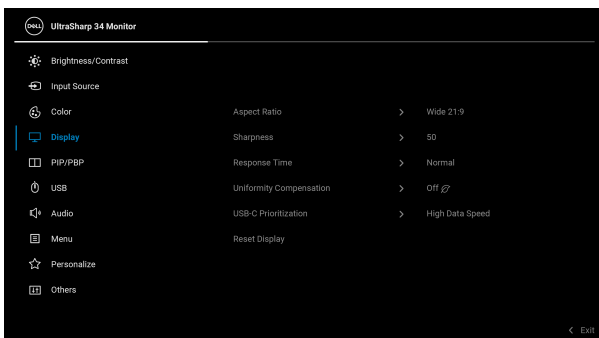 DELL UltraSharp 34 Monitor
Brightness/Contrast
Input Source
Color Aspect Ratio > Wide 21:9
Display Sharpness > 50
PIP/PBP Response Time > Normal
USB Uniformity Compensation > Off
Audio USB-C Prioritization > High Data Speed
Menu Reset Display
Personalize
Others
< Exit